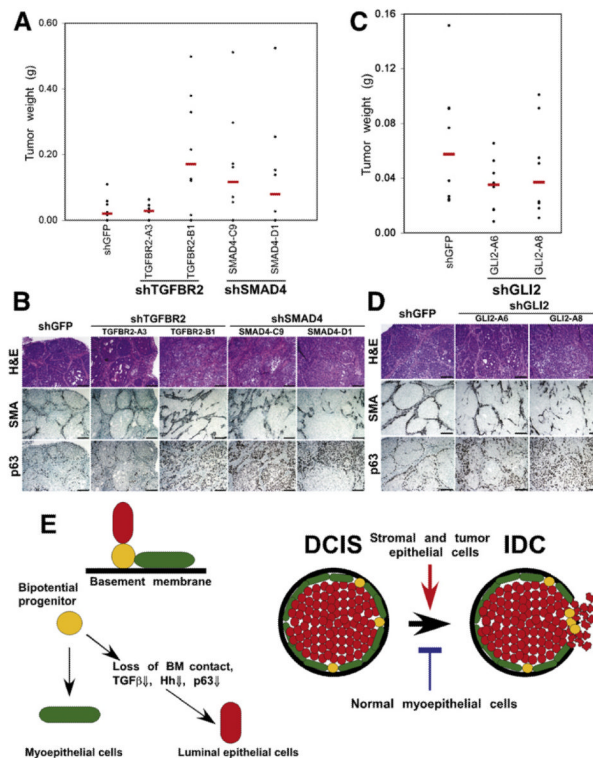 A
Tumor weight (g)
0.60
0.40
0.20
0.00
shGFP
TGFBR2-A3
TGFBR2-B1
SMAD4-C9
SMAD4-D1
shTGFBR2
shSMAD4
C
Tumor weight (g)
0.16
0.12
0.08
0.04
0.00
shGFP
GLI2-A6
GLI2-A8
shGLI2
B
shGFP
shTGFBR2
TGFBR2-A3
TGFBR2-B1
shSMAD4
SMAD4-C9
SMAD4-D1
H&E
SMA
p63
D
shGFP
shGLI2
GLI2-A6
GLI2-A8
H&E
SMA
p63
E
Basement membrane
Bipotential
progenitor
Loss of BM contact,
TGFβ⇓, Hh⇓, p63⇓
Myoepithelial cells
Luminal epithelial cells
DCIS
Stromal and tumor
epithelial cells
IDC
Normal myoepithelial cells